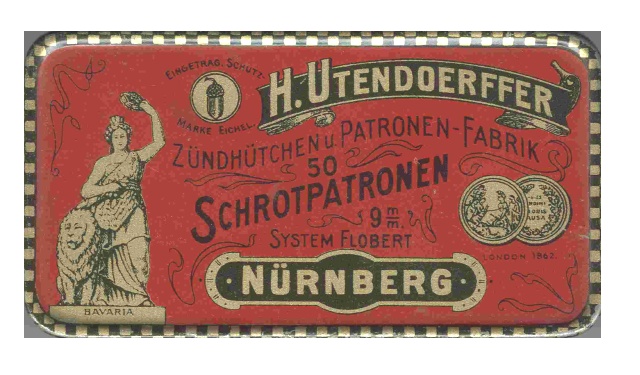 EINGETRAG. SCHUTZ-
MARKE EICHEL.
H. UTENDOERFFER
ZÜNDHÜTCHEN u. PATRONEN-FABRIK
50
SCHROTPATRONEN
9 m/m.
SYSTEM FLOBERT
NÜRNBERG
LONDON 1862.
BAVARIA